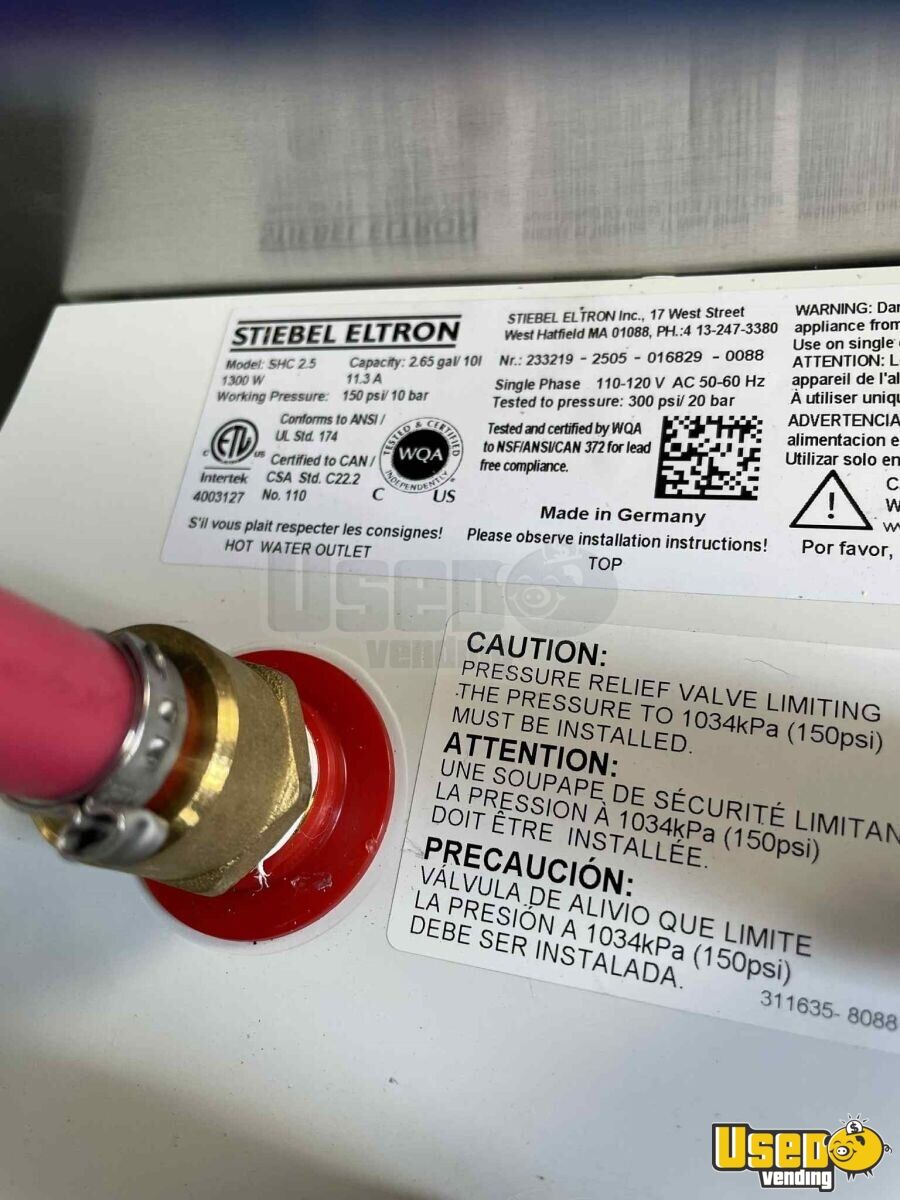 STIEBEL ELTRON
Model: SHC 2.5 Capacity: 2.65 gal/ 10l
1300 W 11.3 A
Working Pressure: 150 psi/ 10 bar
Conforms to ANSI /
UL Std. 174
Certified to CAN /
CSA Std. C22.2
No. 110
C ETL US
Intertek
4003127
TESTED & CERTIFIED
WQA
INDEPENDENTLY
C US
S'il vous plait respecter les consignes!
HOT WATER OUTLET
STIEBEL ELTRON Inc., 17 West Street
West Hatfield MA 01088, PH.:4 13-247-3380
Nr.: 233219 - 2505 - 016829 - 0088
Single Phase 110-120 V AC 50-60 Hz
Tested to pressure: 300 psi/ 20 bar
Tested and certified by WQA
to NSF/ANSI/CAN 372 for lead
free compliance.
Made in Germany
Please observe installation instructions!
TOP
WARNING: Dan
appliance from
Use on single
ATTENTION: L
appareil de l'al
À utiliser uniq
ADVERTENCIA
alimentacion e
Utilizar solo en
C
W
Por favor,
Used
vending
CAUTION:
PRESSURE RELIEF VALVE LIMITING
THE PRESSURE TO 1034kPa (150psi)
MUST BE INSTALLED.
ATTENTION:
UNE SOUPAPE DE SÉCURITÉ LIMITAN
LA PRESSION À 1034kPa (150psi)
DOIT ÊTRE INSTALLÉE.
PRECAUCIÓN:
VÁLVULA DE ALIVIO QUE LIMITE
LA PRESIÓN A 1034kPa (150psi)
DEBE SER INSTALADA.
311635- 8088
Used
vending